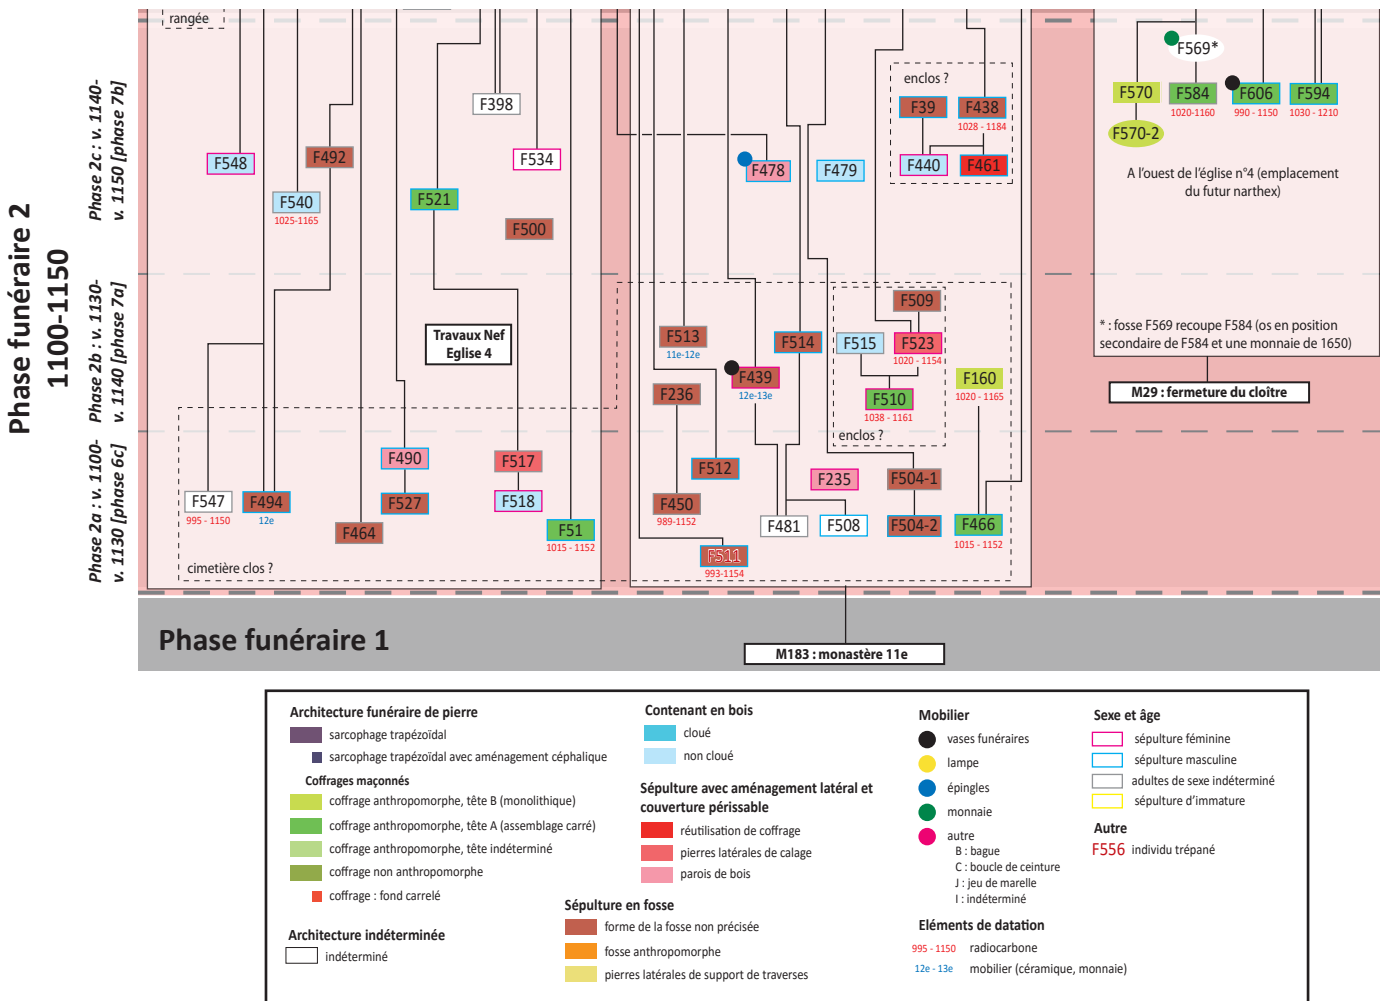 Phase funéraire 2
1100-1150
Phase 2c : v. 1140-
v. 1150 [phase 7b]
Phase 2b : v. 1130-
v. 1140 [phase 7a]
Phase 2a : v. 1100-
v. 1130 [phase 6c]
rangée
F398
F548
F492
F534
F540
1025-1165
F521
F500
F478
F479
enclos ?
F39
F438
1028 - 1184
F440
F461
F569*
F570
F584
1020-1160
F606
990 - 1150
F594
1030 - 1210
F570-2
A l'ouest de l'église n°4 (emplacement
du futur narthex)
* : fosse F569 recoupe F584 (os en position
secondaire de F584 et une monnaie de 1650)
M29 : fermeture du cloître
Travaux Nef
Eglise 4
F513
11e-12e
F514
F509
F515
F523
1020 - 1154
F439
12e-13e
F236
F510
1038 - 1161
F160
1020 - 1165
enclos ?
F490
F517
F512
F235
F504-1
F547
995 - 1150
F494
12e
F527
F518
F450
989-1152
F464
F51
1015 - 1152
F481
F508
F504-2
F466
1015 - 1152
F511
993-1154
cimetière clos ?
Phase funéraire 1
M183 : monastère 11e
Architecture funéraire de pierre
sarcophage trapézoïdal
sarcophage trapézoïdal avec aménagement céphalique
Coffrages maçonnés
coffrage anthropomorphe, tête B (monolithique)
coffrage anthropomorphe, tête A (assemblage carré)
coffrage anthropomorphe, tête indéterminé
coffrage non anthropomorphe
coffrage : fond carrelé
Architecture indéterminée
indéterminé
Contenant en bois
cloué
non cloué
Sépulture avec aménagement latéral et
couverture périssable
réutilisation de coffrage
pierres latérales de calage
parois de bois
Sépulture en fosse
forme de la fosse non précisée
fosse anthropomorphe
pierres latérales de support de traverses
Mobilier
vases funéraires
lampe
épingles
monnaie
autre
B : bague
C : boucle de ceinture
J : jeu de marelle
I : indéterminé
Eléments de datation
995 - 1150 radiocarbone
12e - 13e mobilier (céramique, monnaie)
Sexe et âge
sépulture féminine
sépulture masculine
adultes de sexe indéterminé
sépulture d'immature
Autre
F556 individu trépané